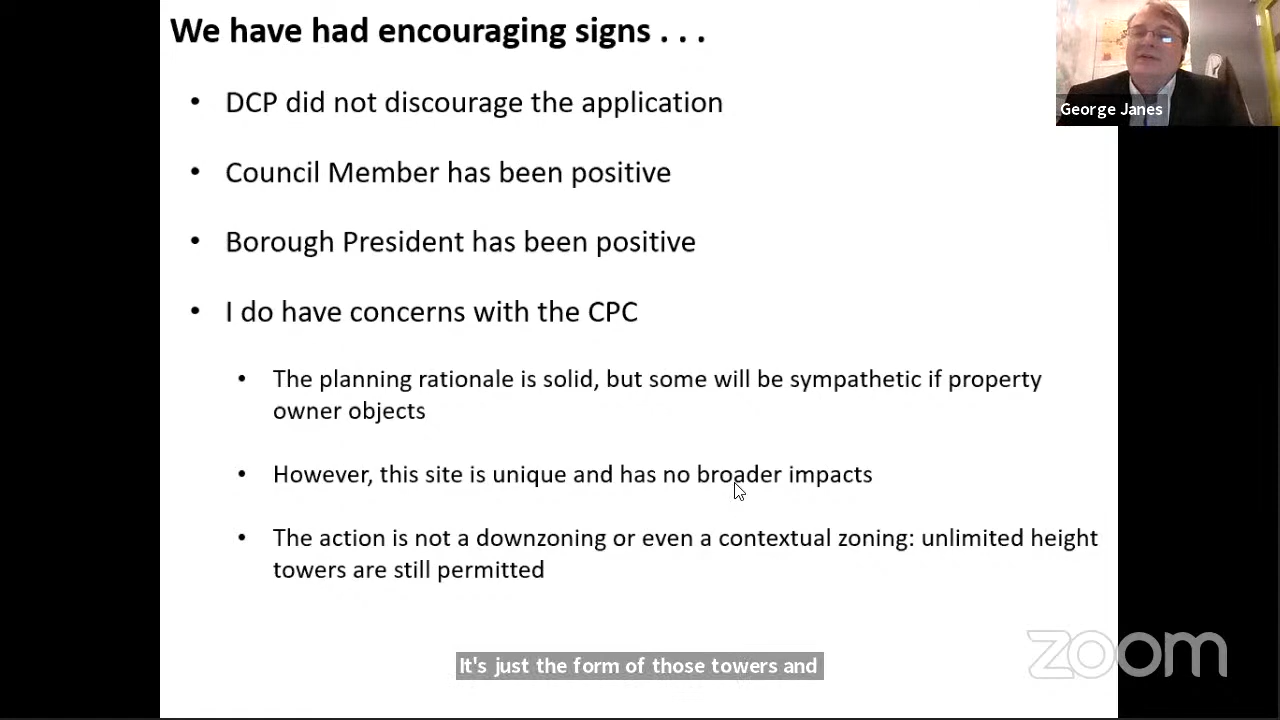 We have had encouraging signs . . .
George Janes
• DCP did not discourage the application
• Council Member has been positive
• Borough President has been positive
• I do have concerns with the CPC
• The planning rationale is solid, but some will be sympathetic if property
owner objects
• However, this site is unique and has no broader impacts
• The action is not a downzoning or even a contextual zoning: unlimited height
towers are still permitted
It's just the form of those towers and
zoom